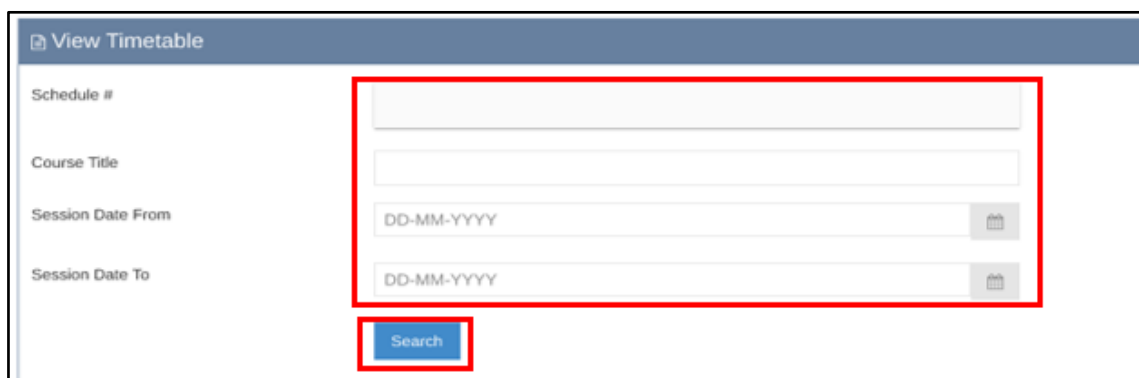 View Timetable
Schedule #
Course Title
Session Date From DD-MM-YYYY
Session Date To DD-MM-YYYY
Search